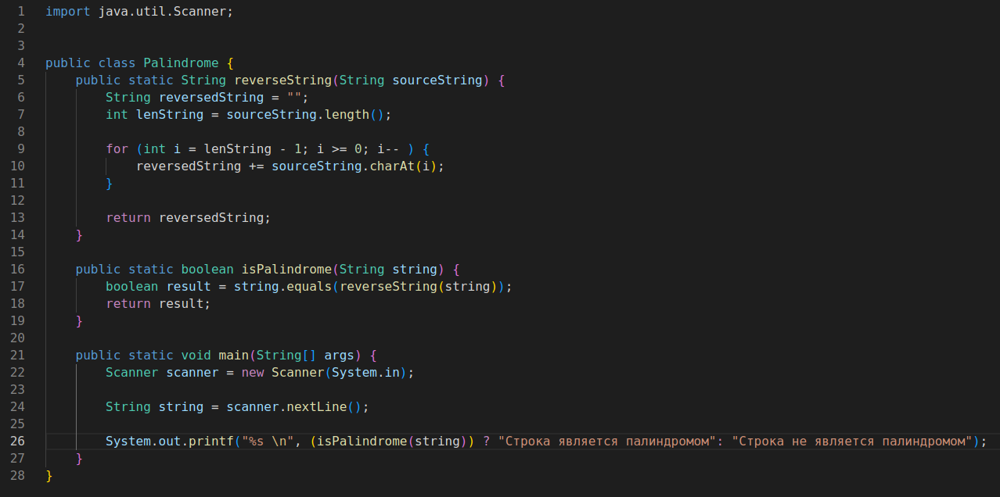 1 import java.util.Scanner;
2
3
4 public class Palindrome {
5     public static String reverseString(String sourceString) {
6         String reversedString = "";
7         int lenString = sourceString.length();
8
9         for (int i = lenString - 1; i >= 0; i-- ) {
10             reversedString += sourceString.charAt(i);
11         }
12
13         return reversedString;
14     }
15
16     public static boolean isPalindrome(String string) {
17         boolean result = string.equals(reverseString(string));
18         return result;
19     }
20
21     public static void main(String[] args) {
22         Scanner scanner = new Scanner(System.in);
23
24         String string = scanner.nextLine();
25
26         System.out.printf("%s \n", (isPalindrome(string)) ? "Строка является палиндромом": "Строка не является палиндромом");
27     }
28 }